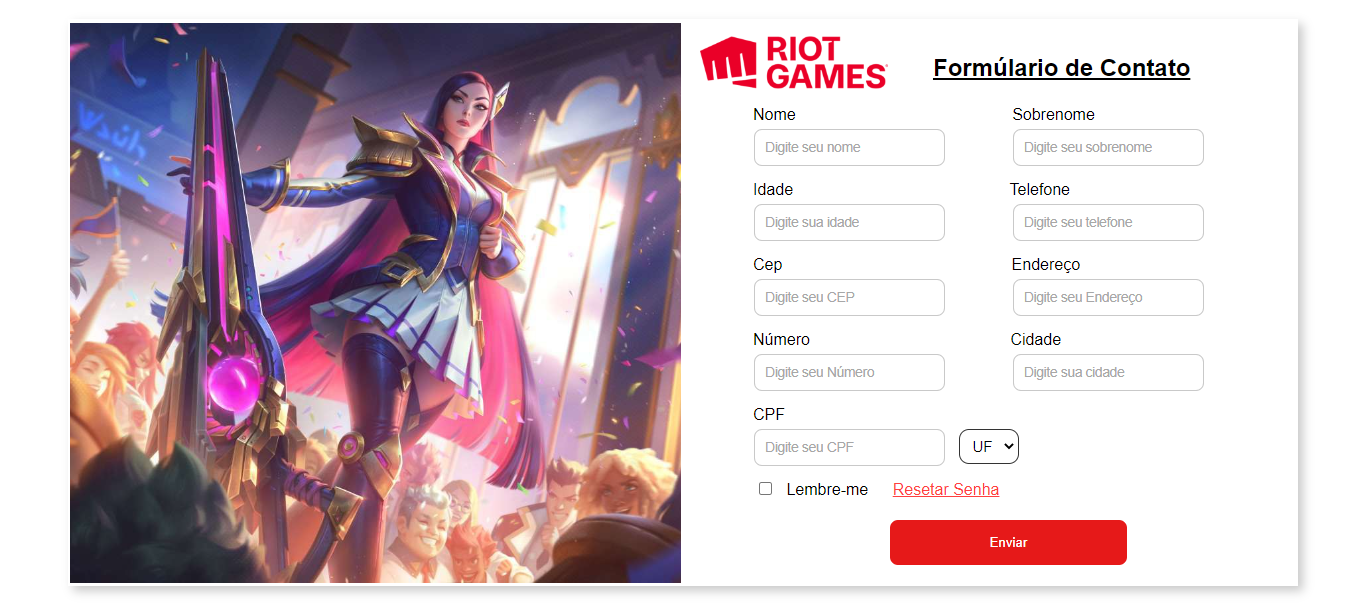 RIOT
GAMES
Formúlario de Contato
Nome
Sobrenome
Digite seu nome
Digite seu sobrenome
Idade
Telefone
Digite sua idade
Digite seu telefone
Cep
Endereço
Digite seu CEP
Digite seu Endereço
Número
Cidade
Digite seu Número
Digite sua cidade
CPF
Digite seu CPF
UF
Lembre-me
Resetar Senha
Enviar